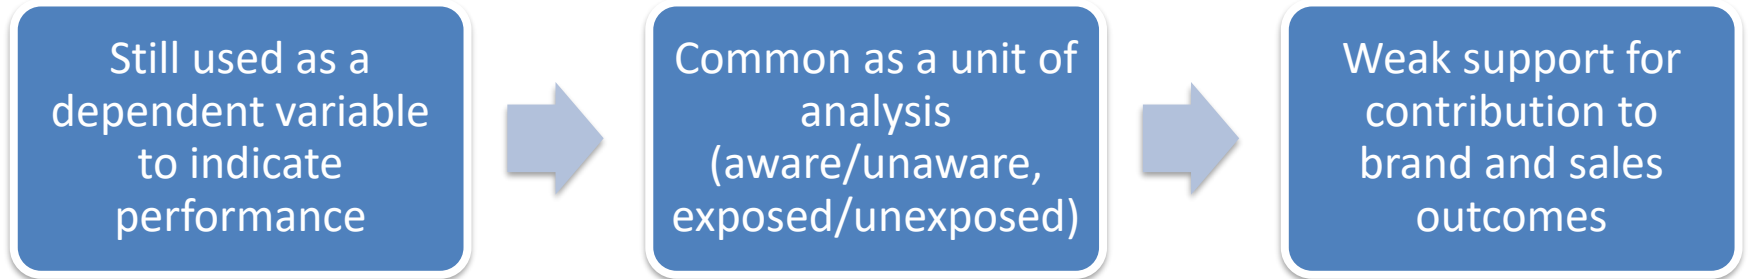 Still used as a
dependent variable
to indicate
performance
Common as a unit of
analysis
(aware/unaware,
exposed/unexposed)
Weak support for
contribution to
brand and sales
outcomes